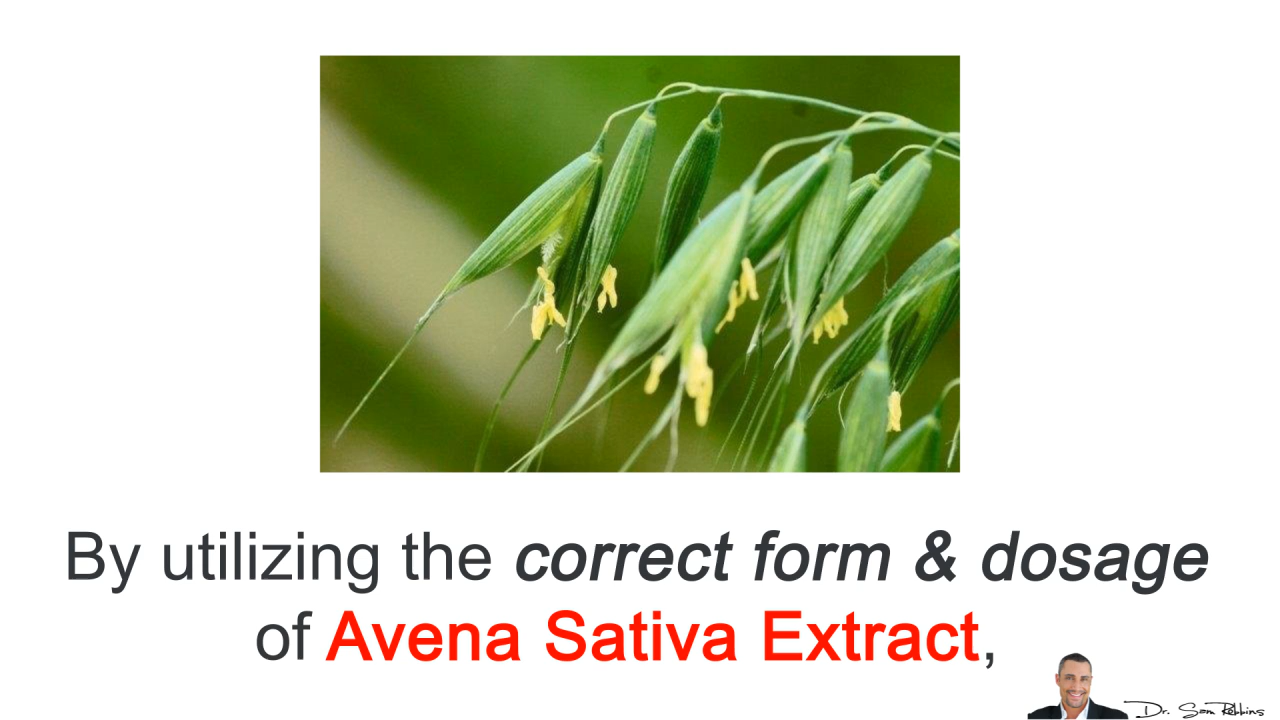 By utilizing the correct form & dosage
of Avena Sativa Extract,
Dr. Sam Robbins